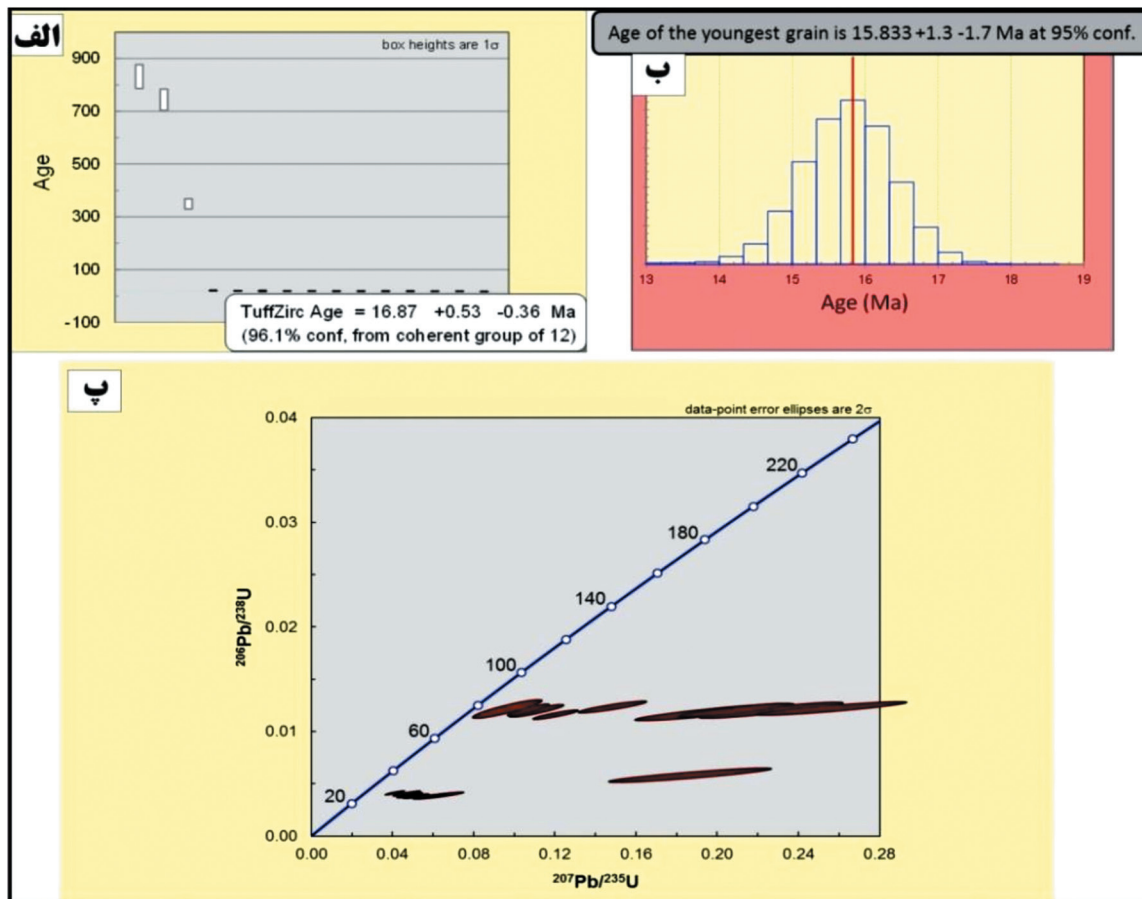 الف
box heights are 1σ
900
700
500
300
100
-100
Age
TuffZirc Age = 16.87 +0.53 -0.36 Ma
(96.1% conf, from coherent group of 12)
Age of the youngest grain is 15.833 +1.3 -1.7 Ma at 95% conf.
ب
13 14 15 16 17 18 19
Age (Ma)
پ
data-point error ellipses are 2σ
0.04
0.03
0.02
0.01
0.00
²⁰⁶Pb/²³⁸U
220
180
140
100
60
20
0.00 0.04 0.08 0.12 0.16 0.20 0.24 0.28
²⁰⁷Pb/²³⁵U